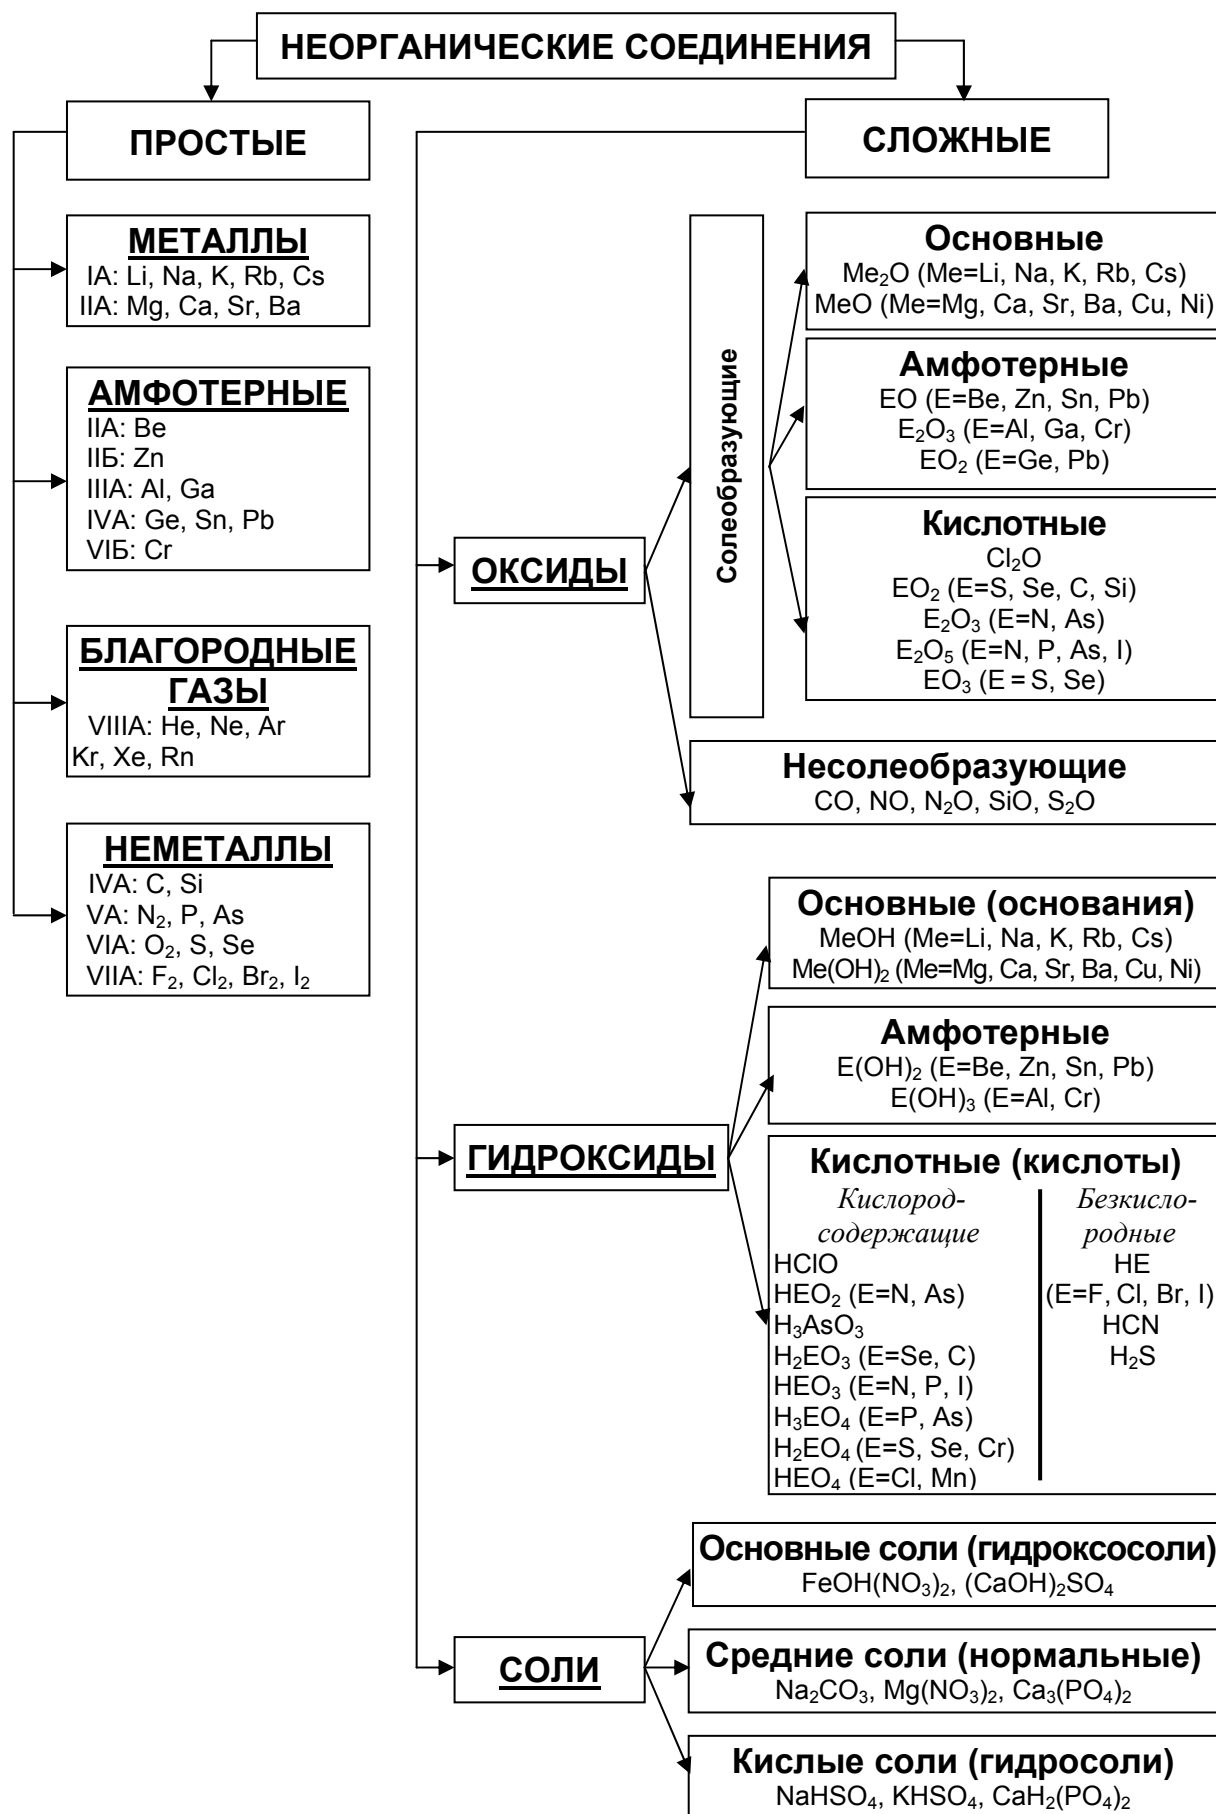 НЕОРГАНИЧЕСКИЕ СОЕДИНЕНИЯ
ПРОСТЫЕ
МЕТАЛЛЫ
IA: Li, Na, K, Rb, Cs
IIA: Mg, Ca, Sr, Ba
АМФОТЕРНЫЕ
IIA: Be
IIБ: Zn
IIIA: Al, Ga
IVA: Ge, Sn, Pb
VIБ: Cr
БЛАГОРОДНЫЕ
ГАЗЫ
VIIIA: He, Ne, Ar
Kr, Xe, Rn
НЕМЕТАЛЛЫ
IVA: C, Si
VA: N₂, P, As
VIA: O₂, S, Se
VIIA: F₂, Cl₂, Br₂, I₂
СЛОЖНЫЕ
ОКСИДЫ
Солеобразующие
Основные
Me₂O (Me=Li, Na, K, Rb, Cs)
MeO (Me=Mg, Ca, Sr, Ba, Cu, Ni)
Амфотерные
EO (E=Be, Zn, Sn, Pb)
E₂O₃ (E=Al, Ga, Cr)
EO₂ (E=Ge, Pb)
Кислотные
Cl₂O
EO₂ (E=S, Se, C, Si)
E₂O₃ (E=N, As)
E₂O₅ (E=N, P, As, I)
EO₃ (E = S, Se)
Несолеобразующие
CO, NO, N₂O, SiO, S₂O
ГИДРОКСИДЫ
Основные (основания)
MeOH (Me=Li, Na, K, Rb, Cs)
Me(OH)₂ (Me=Mg, Ca, Sr, Ba, Cu, Ni)
Амфотерные
E(OH)₂ (E=Be, Zn, Sn, Pb)
E(OH)₃ (E=Al, Cr)
Кислотные (кислоты)
Кислород-
содержащие
HClO
HEO₂ (E=N, As)
H₃AsO₃
H₂EO₃ (E=Se, C)
HEO₃ (E=N, P, I)
H₃EO₄ (E=P, As)
H₂EO₄ (E=S, Se, Cr)
HEO₄ (E=Cl, Mn)
Безкисло-
родные
HE
(E=F, Cl, Br, I)
HCN
H₂S
СОЛИ
Основные соли (гидроксосоли)
FeOH(NO₃)₂, (CaOH)₂SO₄
Средние соли (нормальные)
Na₂CO₃, Mg(NO₃)₂, Ca₃(PO₄)₂
Кислые соли (гидросоли)
NaHSO₄, KHSO₄, CaH₂(PO₄)₂